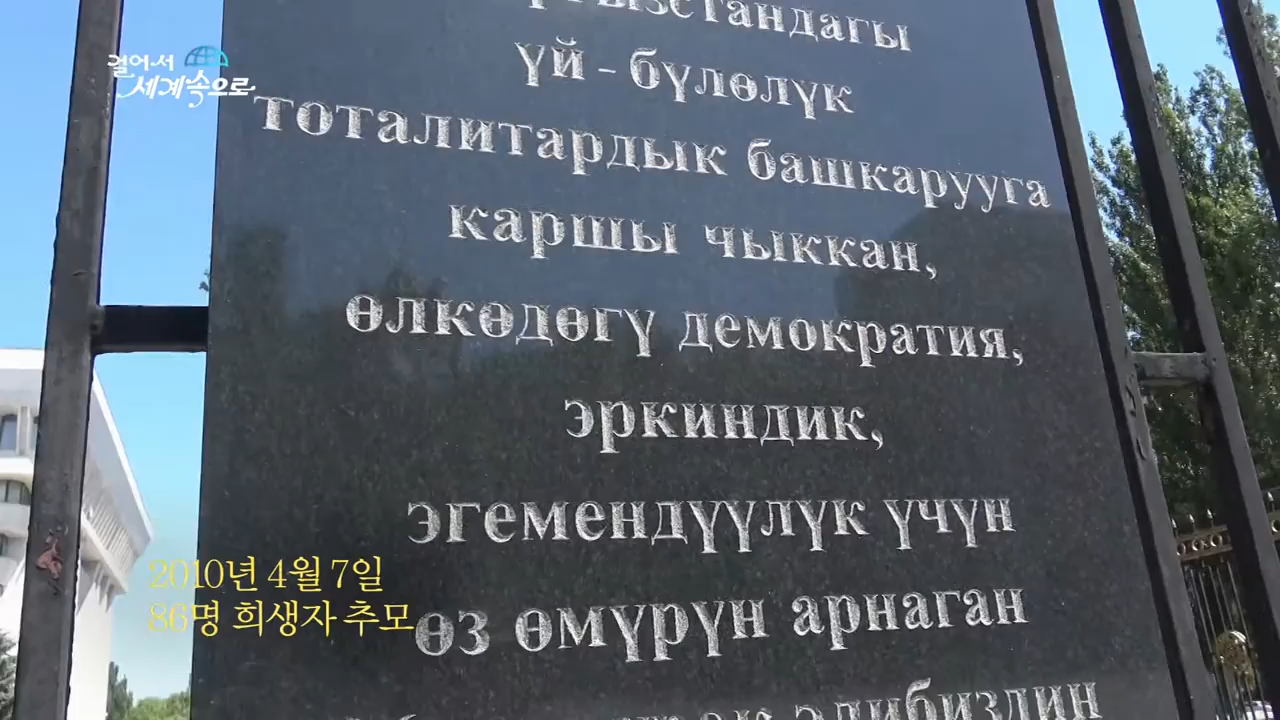 걸어서
세계속으로
үй - бүлөлүк
тоталитардык башкарууга
каршы чыккан,
өлкөдөгү демократия,
эркиндик,
эгемендүүлүк үчүн
өз өмүрүн арнаган
элибиздин
2010년 4월 7일
86명 희생자 추모